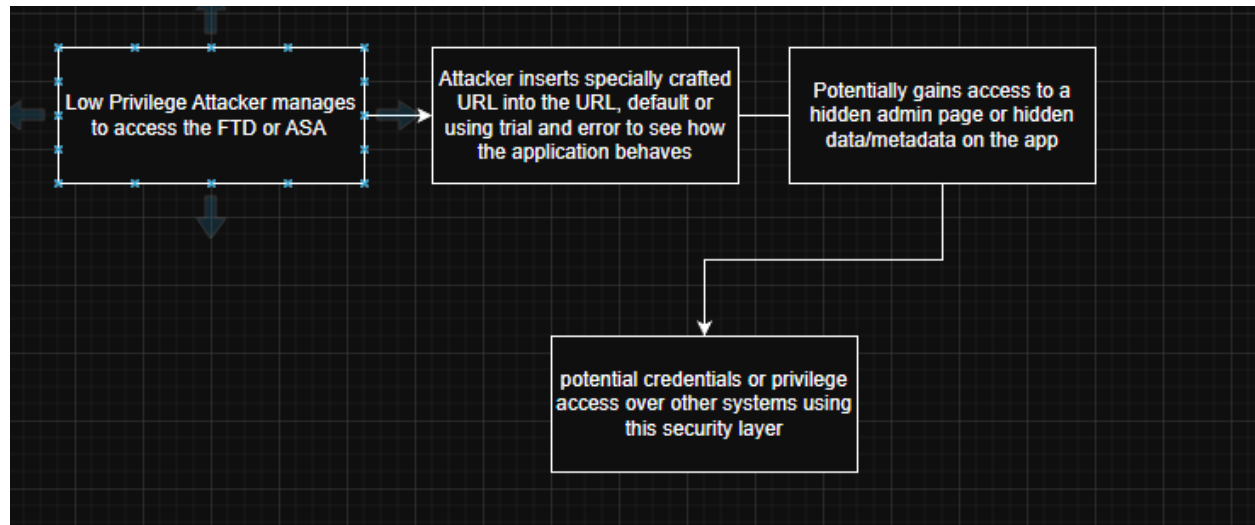 Low Privilege Attacker manages
to access the FTD or ASA
Attacker inserts specially crafted
URL into the URL, default or
using trial and error to see how
the application behaves
Potentially gains access to a
hidden admin page or hidden
data/metadata on the app
potential credentials or privilege
access over other systems using
this security layer